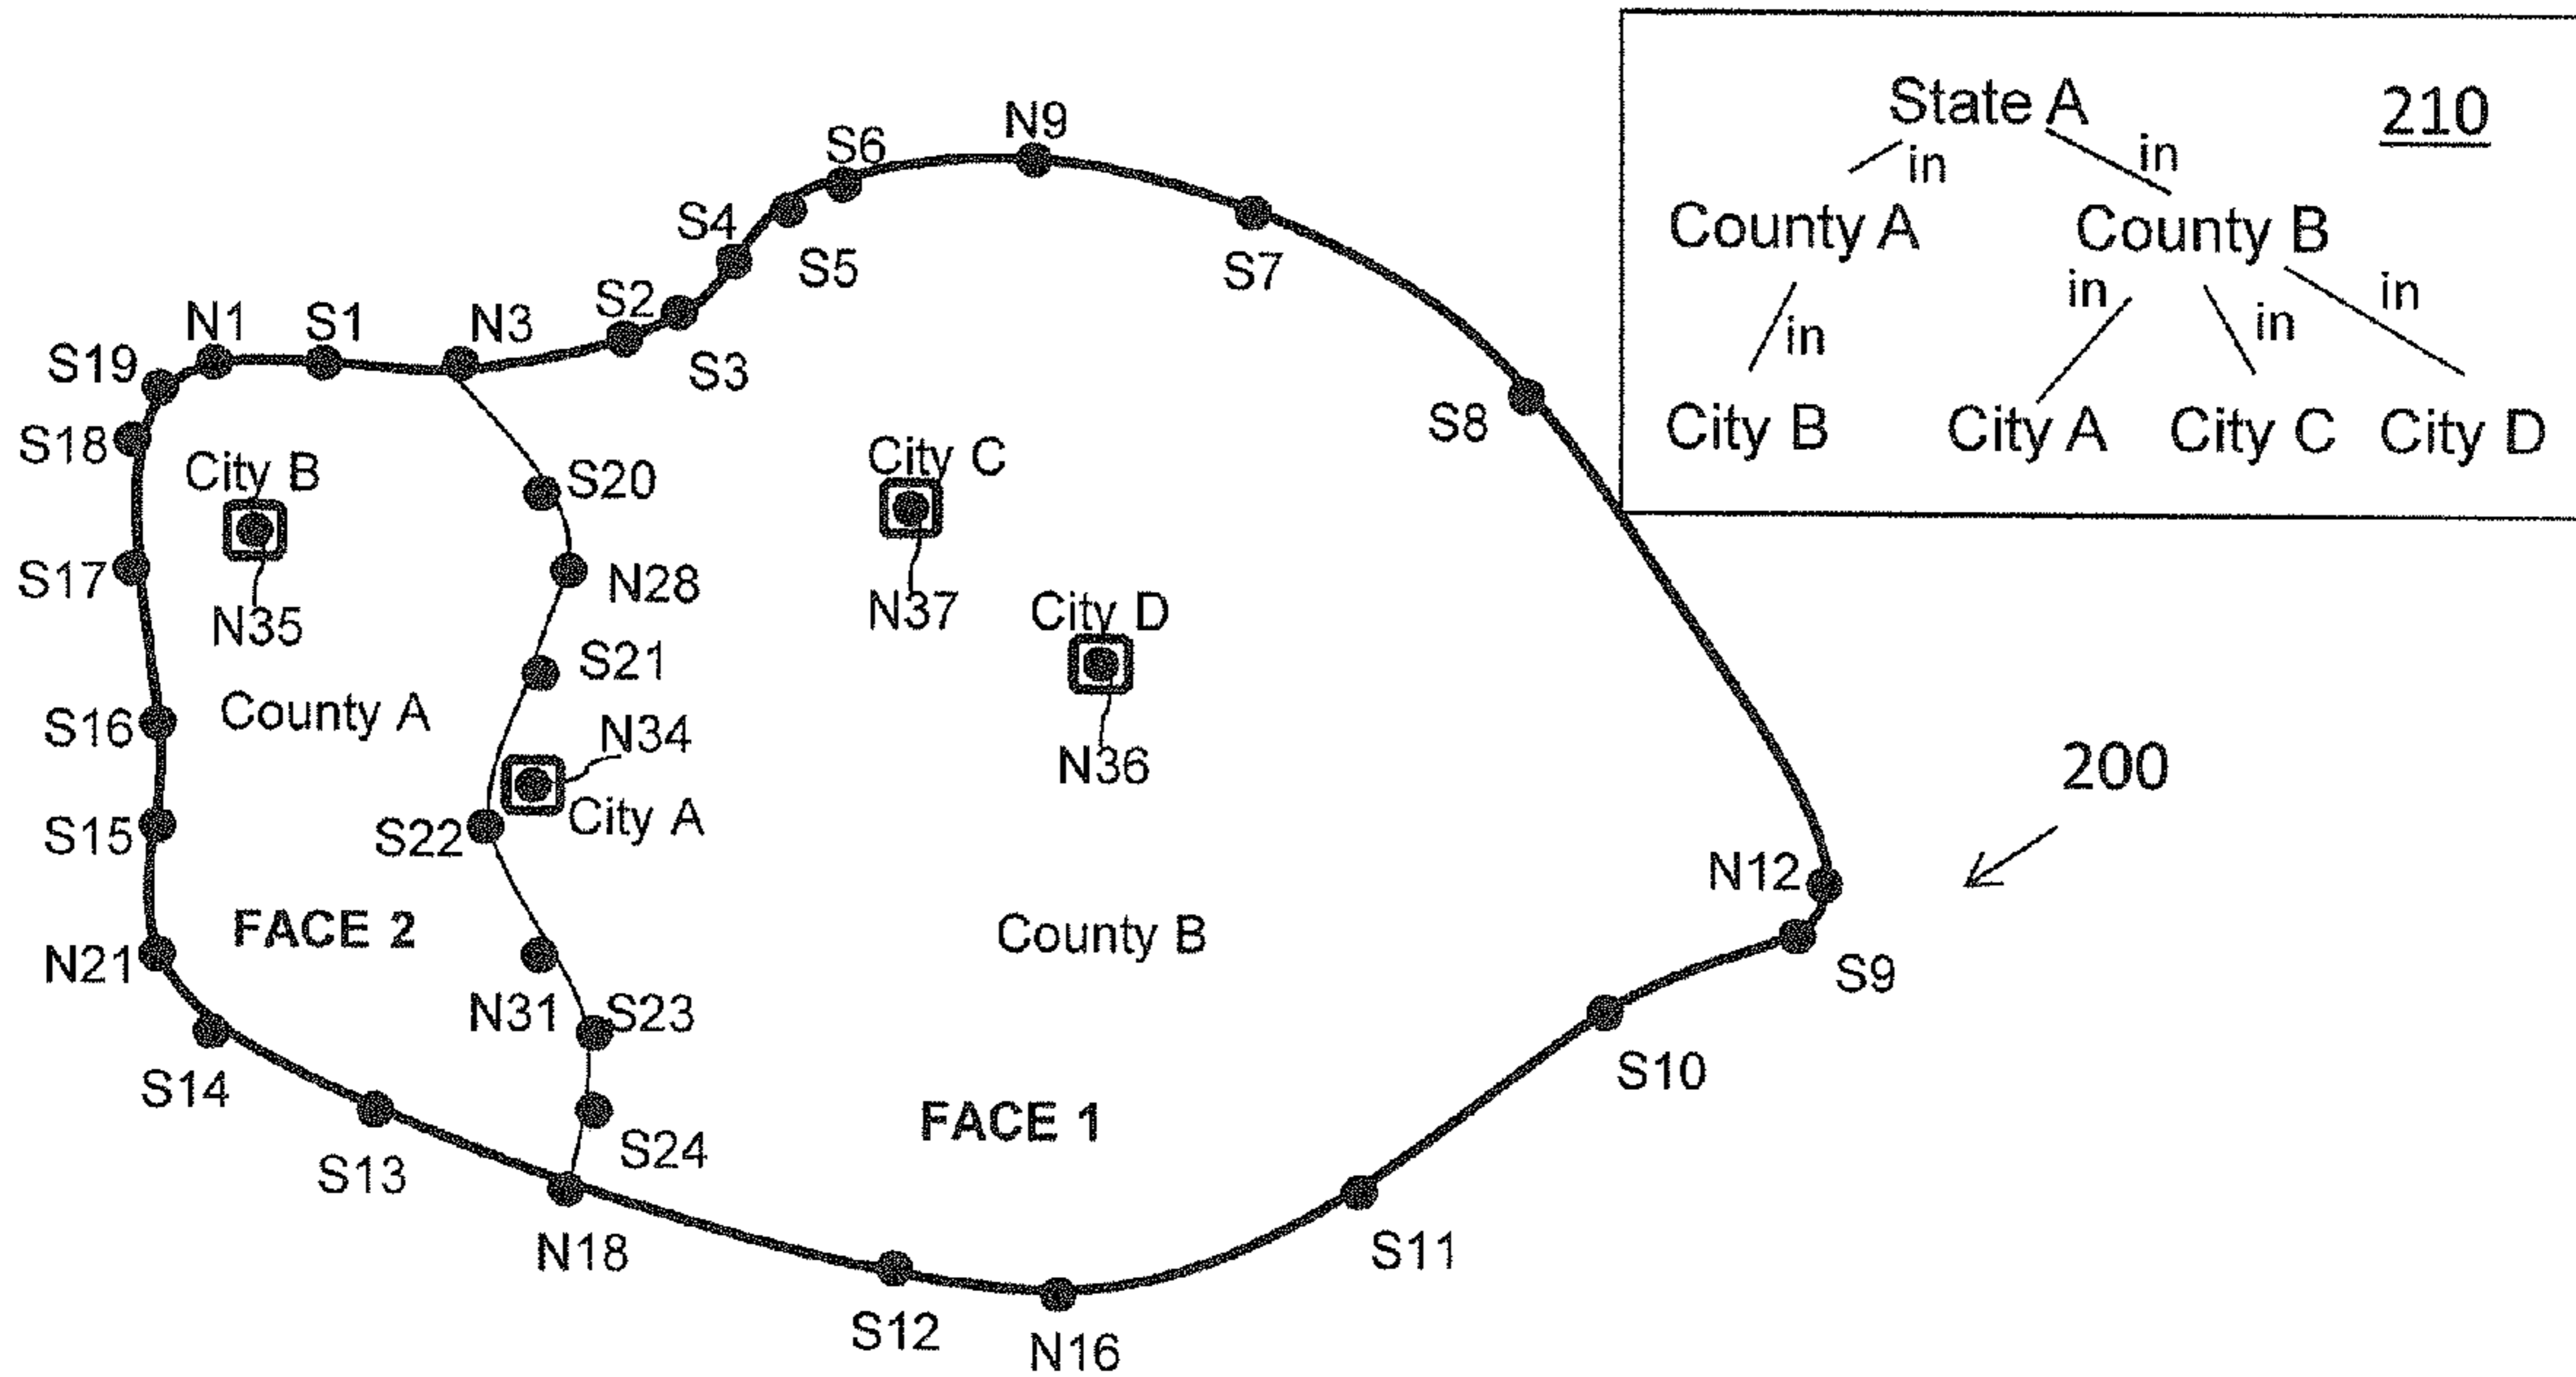 State A
210
in
in
County A
County B
in
in
in
in
City B
City A
City C
City D
N9
S6
S4
S5
S7
N1
S1
N3
S2
S3
S19
S8
S18
City B
S20
City C
S17
N35
N28
N37
City D
S21
S16
County A
N34
N36
200
S15
S22
City A
N12
N21
FACE 2
County B
S9
N31
S23
S10
S14
FACE 1
S24
S13
N18
S11
S12
N16